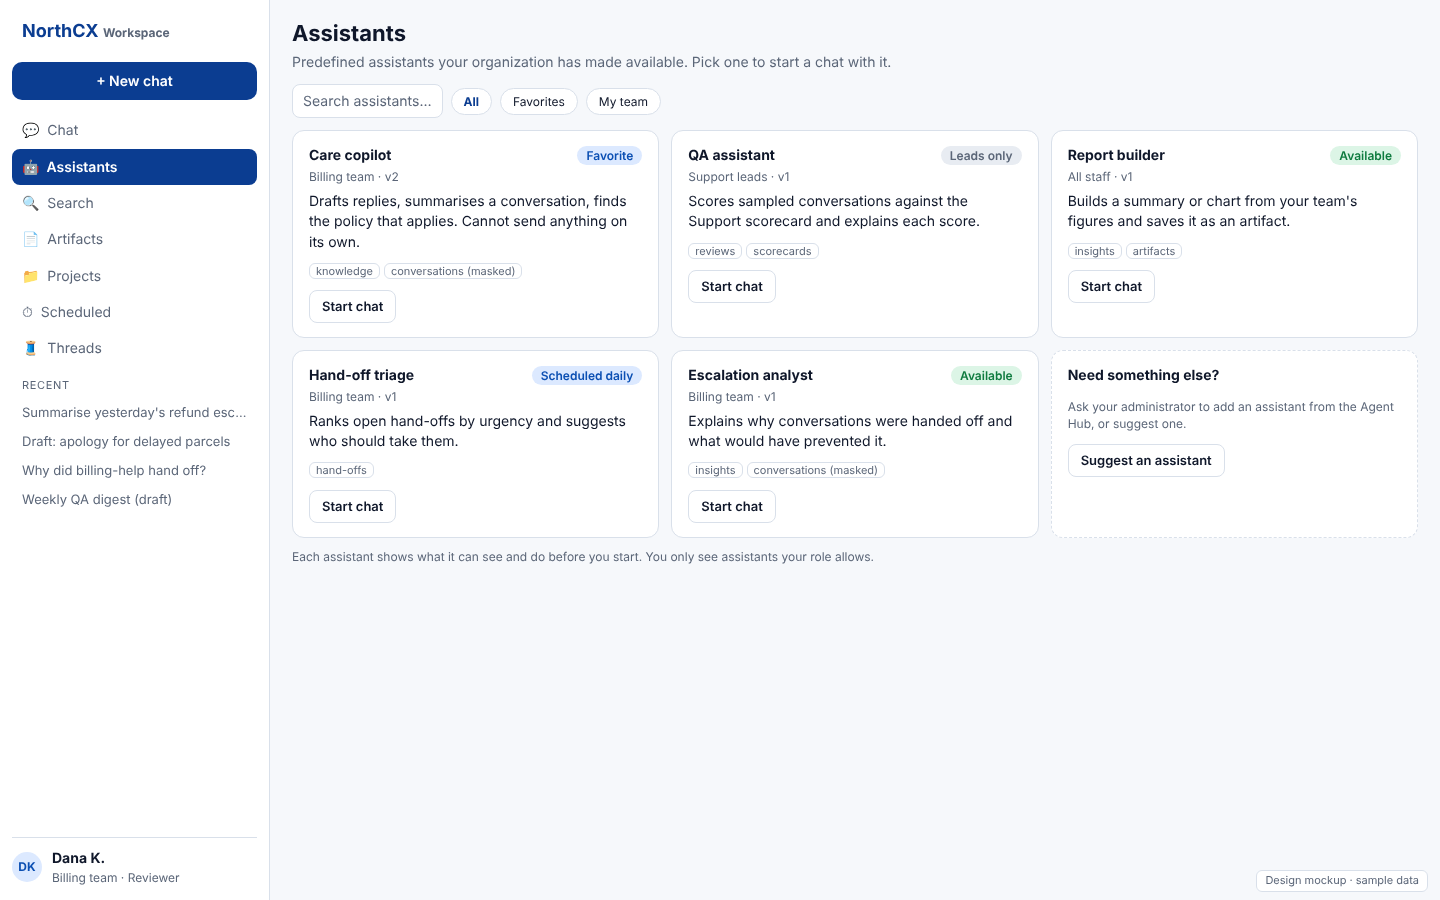 NorthCX Workspace
+ New chat
💬 Chat
🤖 Assistants
🔍 Search
📄 Artifacts
📁 Projects
⏱ Scheduled
🧵 Threads
RECENT
Summarise yesterday's refund esc...
Draft: apology for delayed parcels
Why did billing-help hand off?
Weekly QA digest (draft)
DK
Dana K.
Billing team · Reviewer
Assistants
Predefined assistants your organization has made available. Pick one to start a chat with it.
Search assistants...
All
Favorites
My team
Care copilot
Favorite
Billing team · v2
Drafts replies, summarises a conversation, finds
the policy that applies. Cannot send anything on
its own.
knowledge
conversations (masked)
Start chat
QA assistant
Leads only
Support leads · v1
Scores sampled conversations against the
Support scorecard and explains each score.
reviews
scorecards
Start chat
Report builder
Available
All staff · v1
Builds a summary or chart from your team's
figures and saves it as an artifact.
insights
artifacts
Start chat
Hand-off triage
Scheduled daily
Billing team · v1
Ranks open hand-offs by urgency and suggests
who should take them.
hand-offs
Start chat
Escalation analyst
Available
Billing team · v1
Explains why conversations were handed off and
what would have prevented it.
insights
conversations (masked)
Start chat
Need something else?
Ask your administrator to add an assistant from the Agent
Hub, or suggest one.
Suggest an assistant
Each assistant shows what it can see and do before you start. You only see assistants your role allows.
Design mockup · sample data